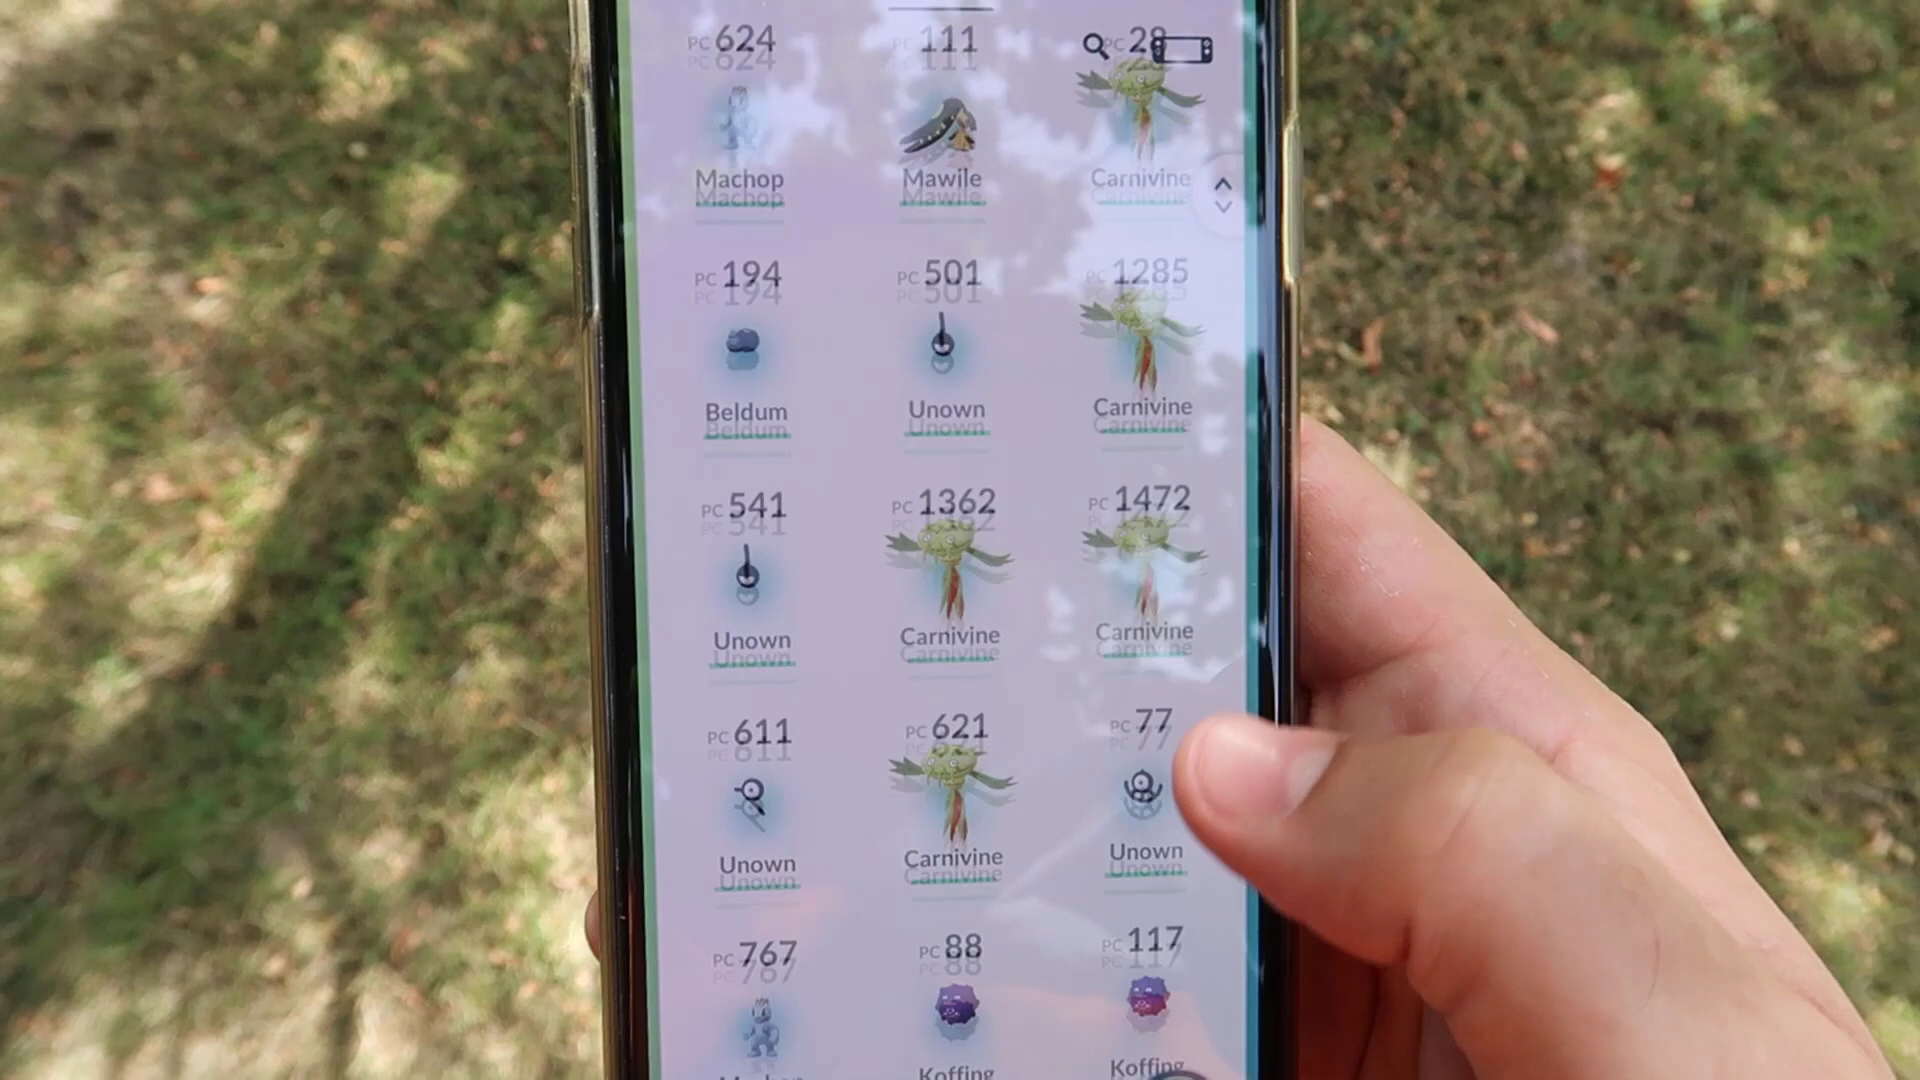 PC 624 PC 111 PC 28
Machop Mawile Carnivine
PC 194 PC 501 PC 1285
Beldum Unown Carnivine
PC 541 PC 1362 PC 1472
Unown Carnivine Carnivine
PC 611 PC 621 PC 77
Unown Carnivine Unown
PC 767 PC 88 PC 117
Koffing Koffing